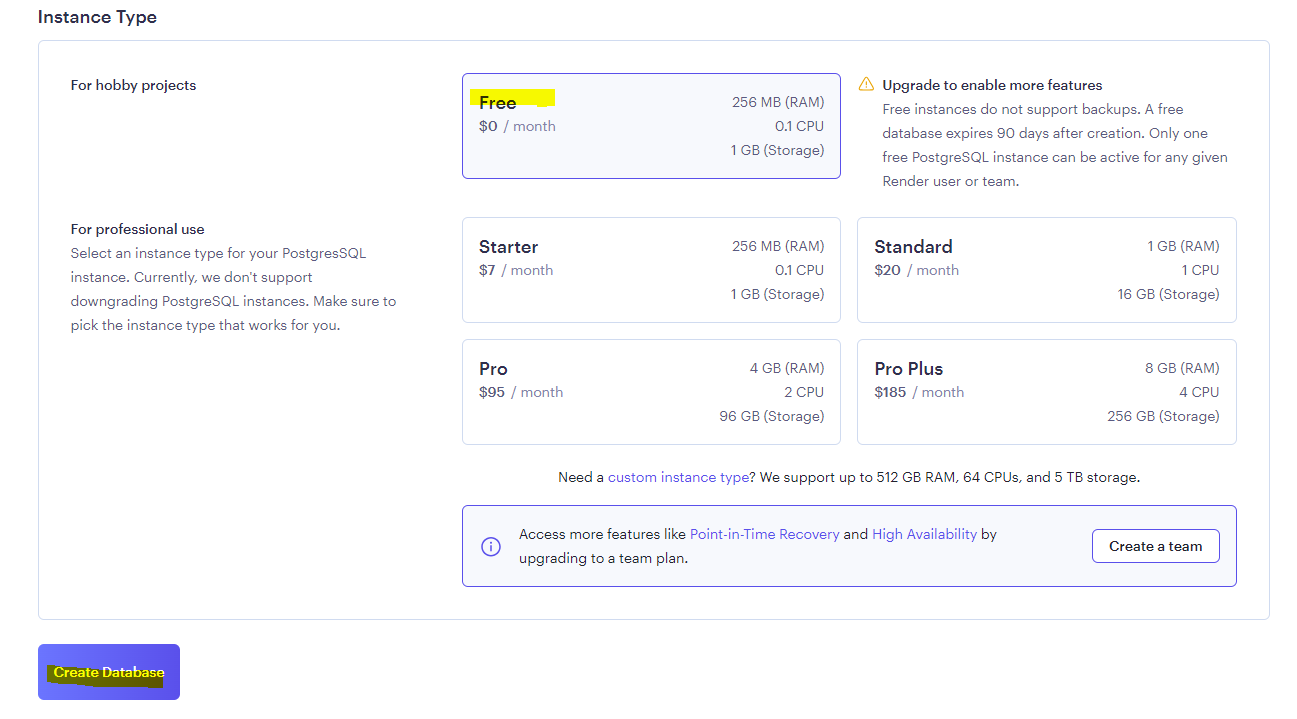 Instance Type
For hobby projects
Free
$0 / month
256 MB (RAM)
0.1 CPU
1 GB (Storage)
Upgrade to enable more features
Free instances do not support backups. A free
database expires 90 days after creation. Only one
free PostgreSQL instance can be active for any given
Render user or team.
For professional use
Select an instance type for your PostgresSQL
instance. Currently, we don't support
downgrading PostgreSQL instances. Make sure to
pick the instance type that works for you.
Starter
$7 / month
256 MB (RAM)
0.1 CPU
1 GB (Storage)
Standard
$20 / month
1 GB (RAM)
1 CPU
16 GB (Storage)
Pro
$95 / month
4 GB (RAM)
2 CPU
96 GB (Storage)
Pro Plus
$185 / month
8 GB (RAM)
4 CPU
256 GB (Storage)
Need a custom instance type? We support up to 512 GB RAM, 64 CPUs, and 5 TB storage.
Access more features like Point-in-Time Recovery and High Availability by
upgrading to a team plan.
Create a team
Create Database